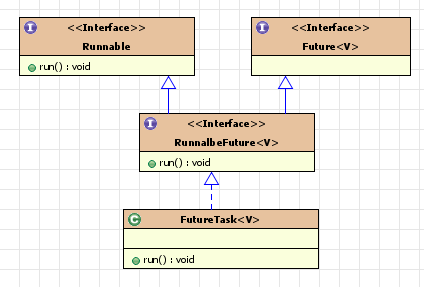 I <<Interface>>
Runnable
run() : void
I <<Interface>>
Future<V>
I <<Interface>>
RunnalbeFuture<V>
run() : void
C FutureTask<V>
run() : void